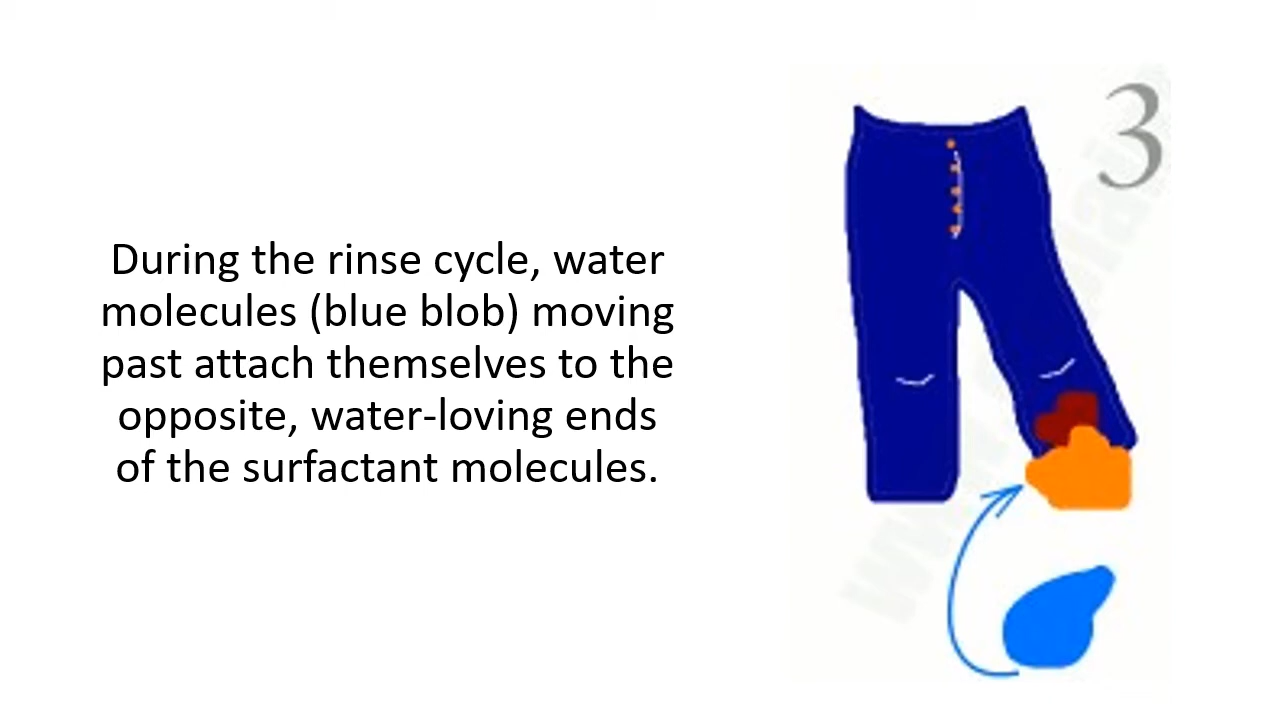 During the rinse cycle, water
molecules (blue blob) moving
past attach themselves to the
opposite, water-loving ends
of the surfactant molecules.
3